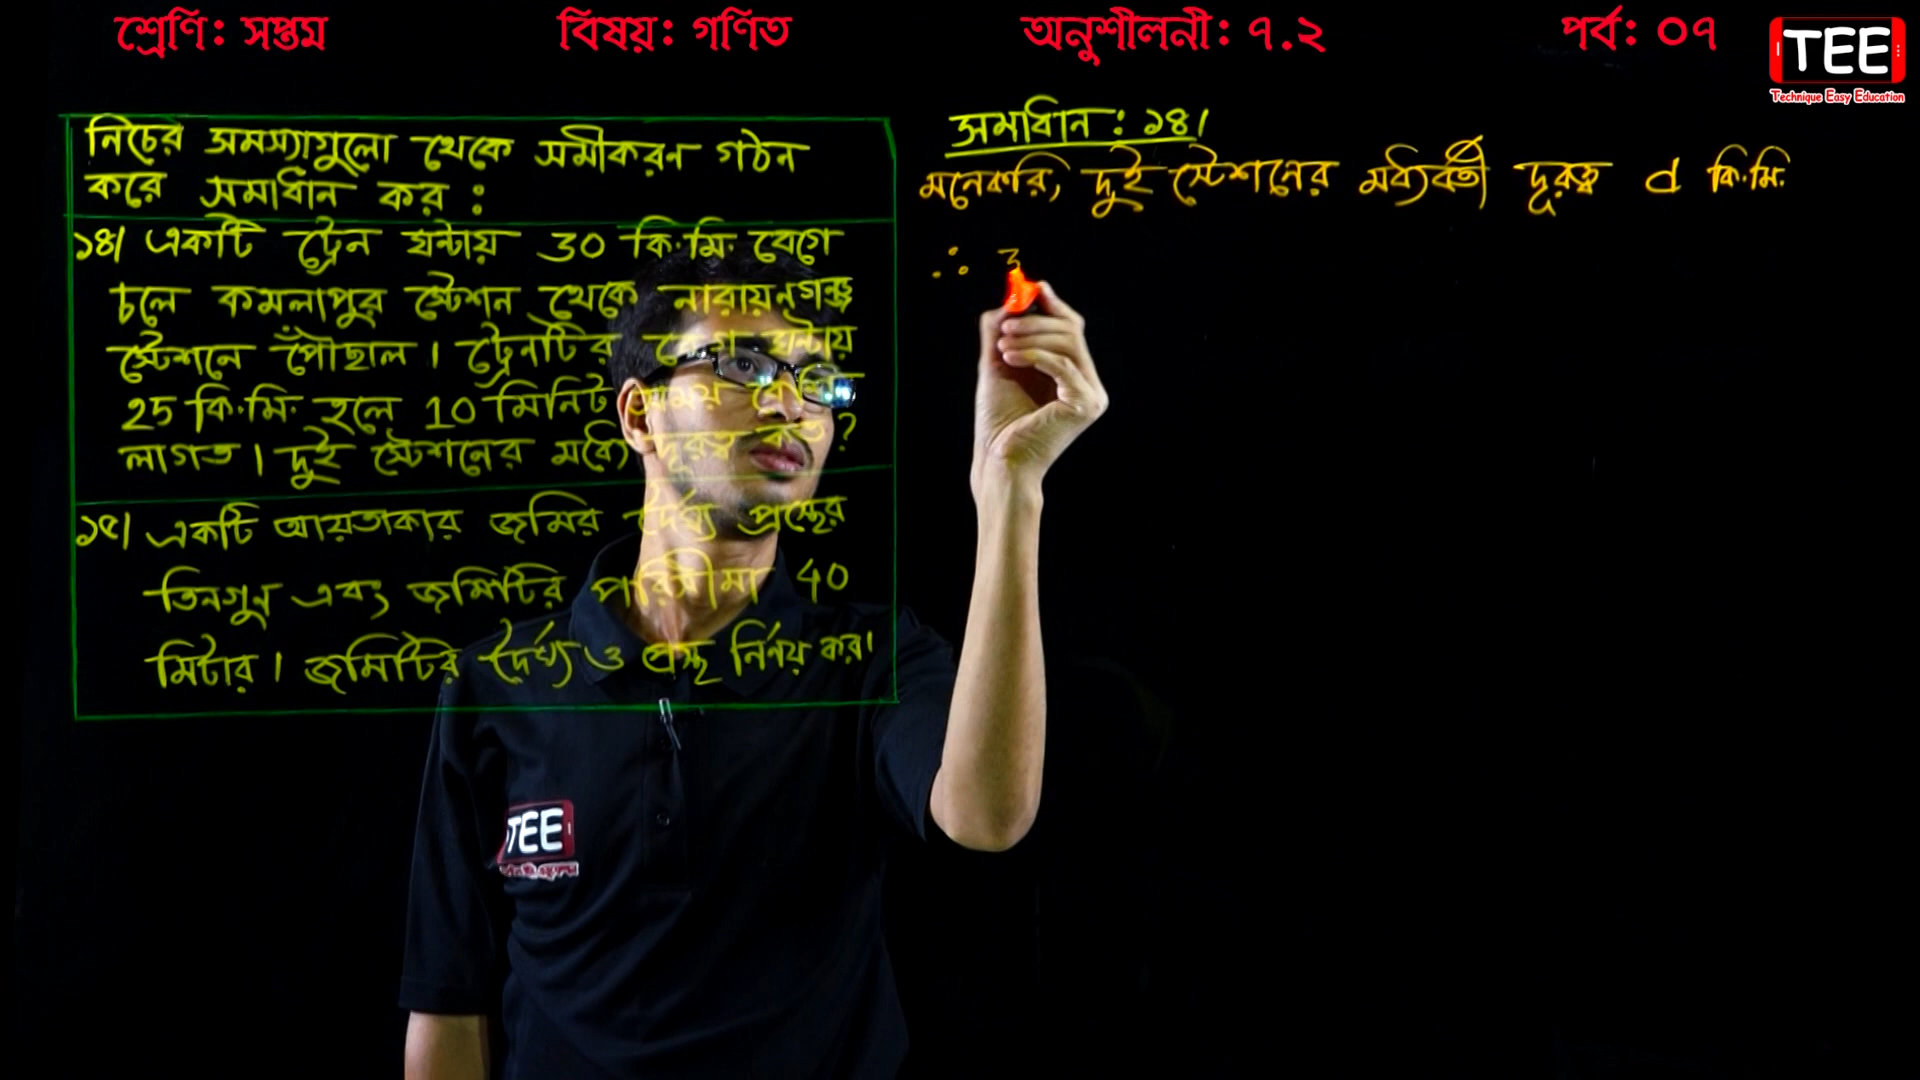 শ্রেণি: সপ্তম বিষয়: গণিত অনুশীলনী: ৭.২ পর্ব: ০৭
TEE
Technique Easy Education
নিচের সমস্যাগুলো থেকে সমীকরণ গঠন
করে সমাধান কর:
১৪। একটি ট্রেন ঘন্টায় 30 কি.মি. বেগে
চলে কমলাপুর স্টেশন থেকে নারায়নগঞ্জ
স্টেশনে পৌঁছাল। ট্রেনটির বেগ ঘন্টায়
25 কি.মি. হলে 10 মিনিট সময় বেশি
লাগত। দুই স্টেশনের মধ্যে দূরত্ব কত?
১৫। একটি আয়তাকার জমির দৈর্ঘ্য প্রস্থের
তিনগুন এবং জমিটির পরিসীমা 40
মিটার। জমিটির দৈর্ঘ্য ও প্রস্থ নির্নয় কর।
সমাধান: ১৪।
মনেকরি, দুই স্টেশনের মধ্যবর্তী দূরত্ব d কি.মি.
∴ 3
TEE